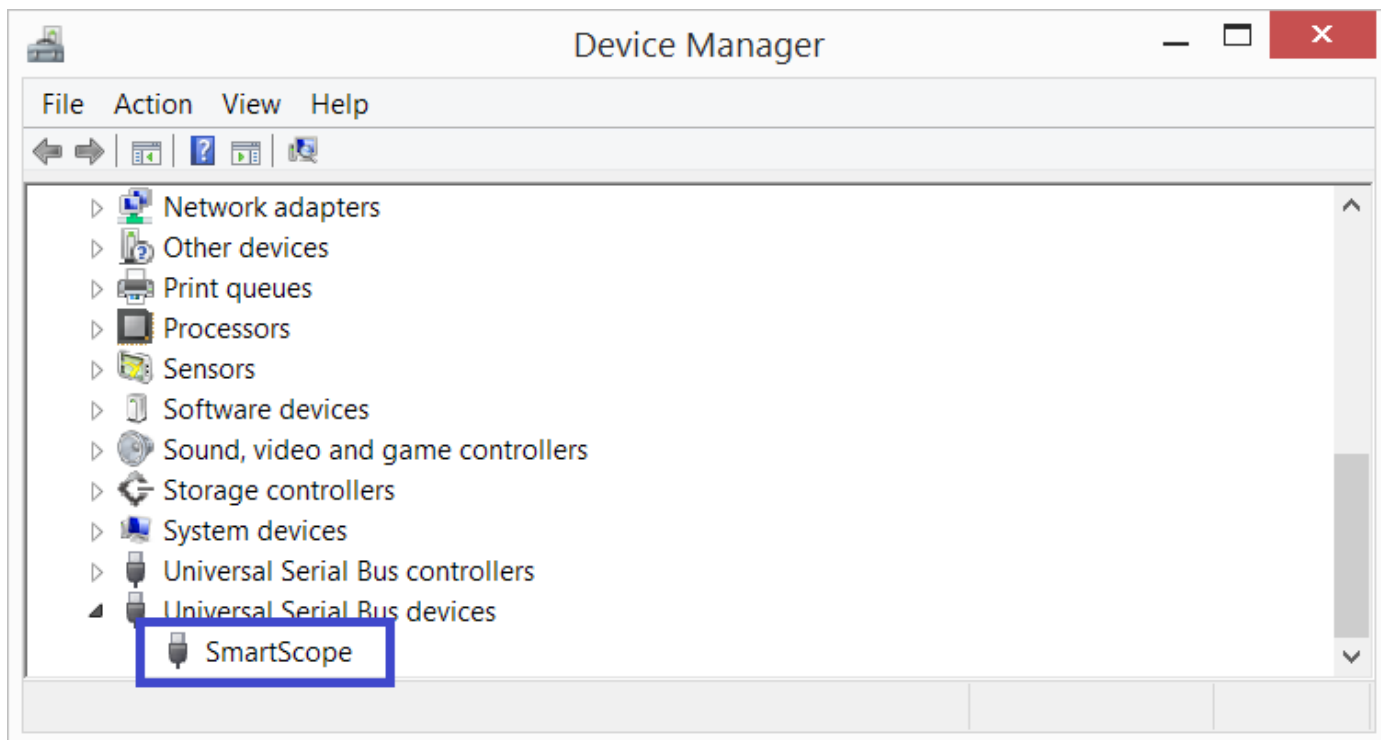 Device Manager
File Action View Help
Network adapters
Other devices
Print queues
Processors
Sensors
Software devices
Sound, video and game controllers
Storage controllers
System devices
Universal Serial Bus controllers
Universal Serial Bus devices
SmartScope